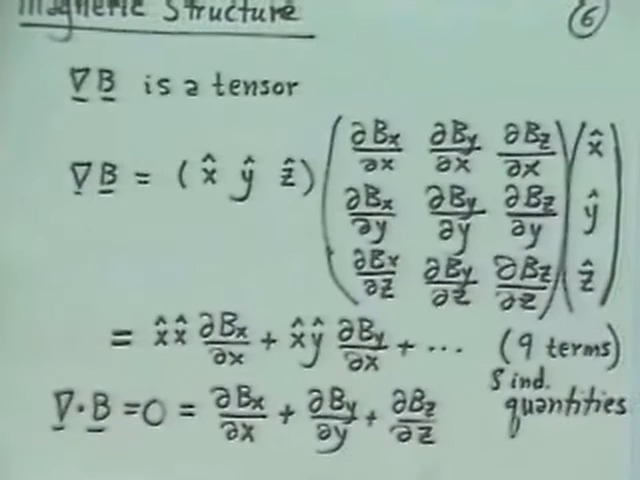 Magnetic Structure
6
∇ B is a tensor
∇ B = ( x̂ ŷ ẑ ) ( ∂Bx/∂x ∂By/∂x ∂Bz/∂x ) ( x̂ )
∂Bx/∂y ∂By/∂y ∂Bz/∂y ŷ
∂Bx/∂z ∂By/∂z ∂Bz/∂z ẑ
= x̂x̂ ∂Bx/∂x + x̂ŷ ∂By/∂x + ··· (9 terms)
8 ind.
quantities
∇·B = 0 = ∂Bx/∂x + ∂By/∂y + ∂Bz/∂z